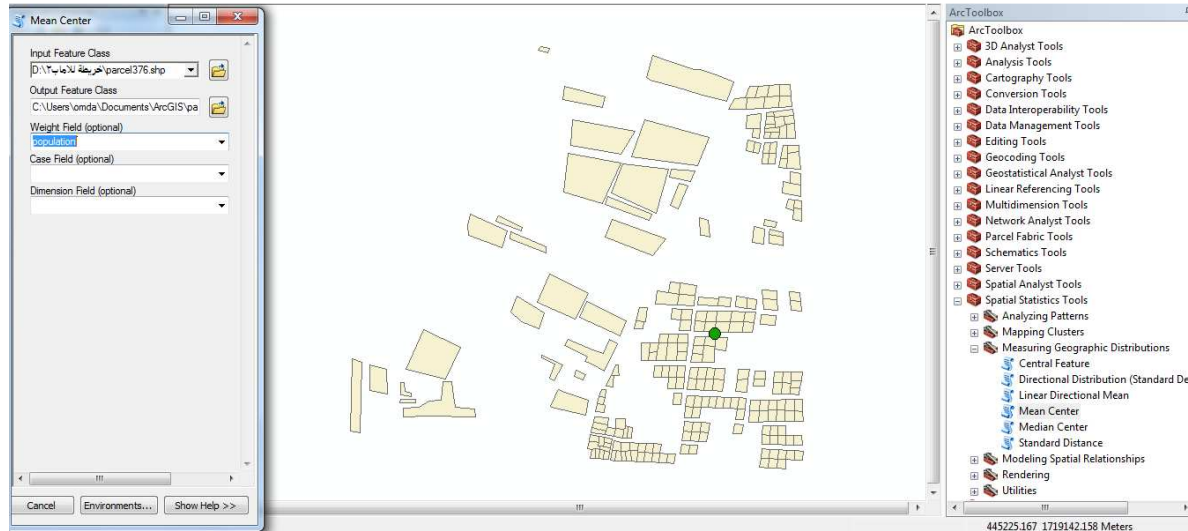 Mean Center
Input Feature Class
D:\خريطة للاماب٢\parcel376.shp
Output Feature Class
C:\Users\omda\Documents\ArcGIS\pa
Weight Field (optional)
population
Case Field (optional)
Dimension Field (optional)
Cancel
Environments...
Show Help >>
ArcToolbox
ArcToolbox
3D Analyst Tools
Analysis Tools
Cartography Tools
Conversion Tools
Data Interoperability Tools
Data Management Tools
Editing Tools
Geocoding Tools
Geostatistical Analyst Tools
Linear Referencing Tools
Multidimension Tools
Network Analyst Tools
Parcel Fabric Tools
Schematics Tools
Server Tools
Spatial Analyst Tools
Spatial Statistics Tools
Analyzing Patterns
Mapping Clusters
Measuring Geographic Distributions
Central Feature
Directional Distribution (Standard De
Linear Directional Mean
Mean Center
Median Center
Standard Distance
Modeling Spatial Relationships
Rendering
Utilities
445225.167 1719142.158 Meters